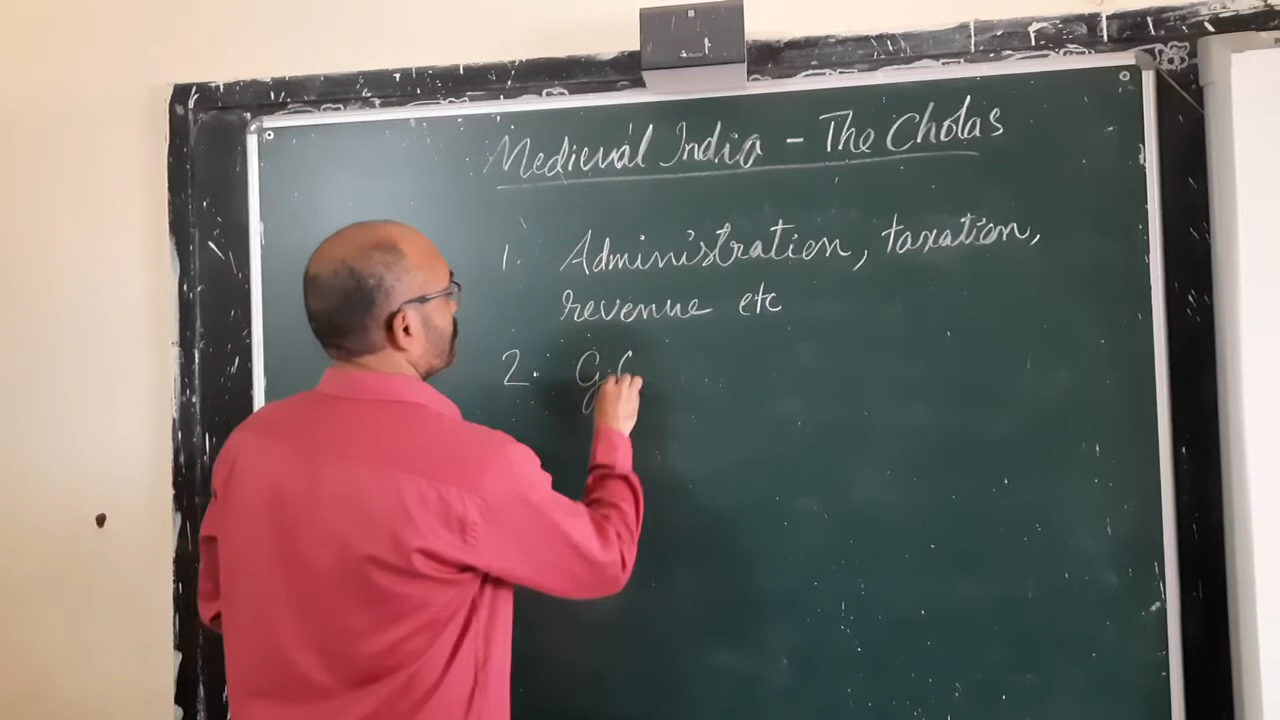 Medieval India - The Cholas
1. Administration, taxation,
revenue etc
2. G